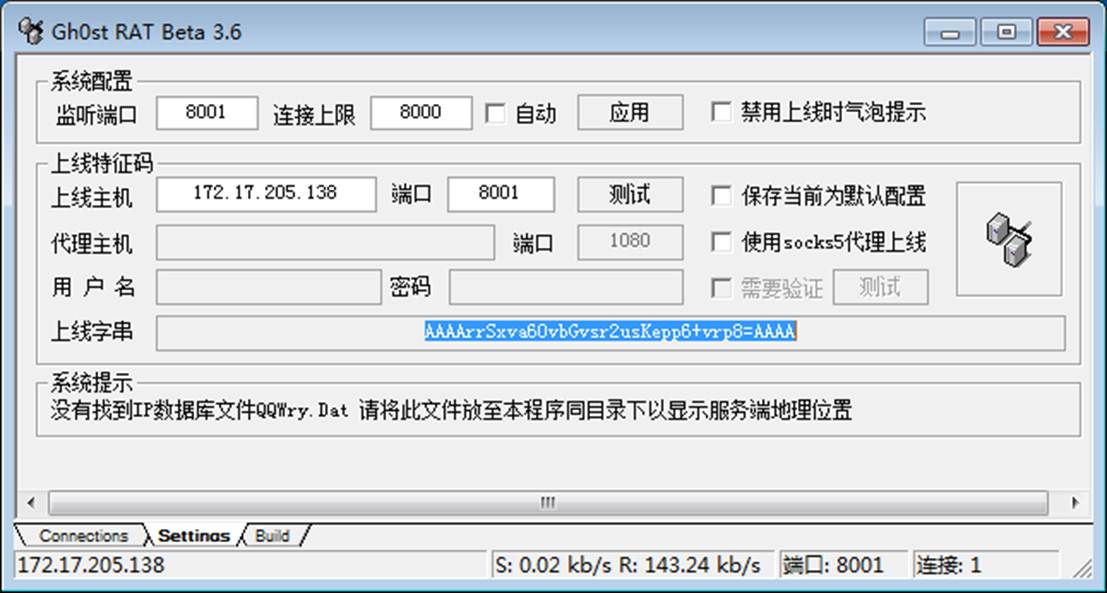 Gh0st RAT Beta 3.6
系统配置
监听端口 8001 连接上限 8000 自动 应用 禁用上线时气泡提示
上线特征码
上线主机 172.17.205.138 端口 8001 测试 保存当前为默认配置
代理主机 端口 1080 使用socks5代理上线
用 户 名 密码 需要验证 测试
上线字串 AAAArrSxva6OvbGvsr2usKepp6+vrp8=AAAA
系统提示
没有找到IP数据库文件QQWry.Dat 请将此文件放至本程序同目录下以显示服务端地理位置
Connections Settings Build
172.17.205.138 S: 0.02 kb/s R: 143.24 kb/s 端口: 8001 连接: 1